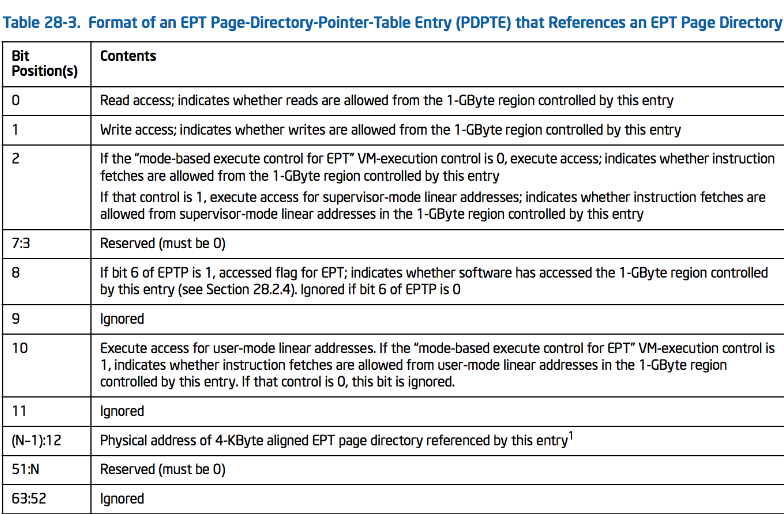 Table 28-3. Format of an EPT Page-Directory-Pointer-Table Entry (PDPTE) that References an EPT Page Directory
Bit
Position(s)
Contents
0
Read access; indicates whether reads are allowed from the 1-GByte region controlled by this entry
1
Write access; indicates whether writes are allowed from the 1-GByte region controlled by this entry
2
If the “mode-based execute control for EPT” VM-execution control is 0, execute access; indicates whether instruction
fetches are allowed from the 1-GByte region controlled by this entry
If that control is 1, execute access for supervisor-mode linear addresses; indicates whether instruction fetches are
allowed from supervisor-mode linear addresses in the 1-GByte region controlled by this entry
7:3
Reserved (must be 0)
8
If bit 6 of EPTP is 1, accessed flag for EPT; indicates whether software has accessed the 1-GByte region controlled
by this entry (see Section 28.2.4). Ignored if bit 6 of EPTP is 0
9
Ignored
10
Execute access for user-mode linear addresses. If the “mode-based execute control for EPT” VM-execution control is
1, indicates whether instruction fetches are allowed from user-mode linear addresses in the 1-GByte region
controlled by this entry. If that control is 0, this bit is ignored.
11
Ignored
(N–1):12
Physical address of 4-KByte aligned EPT page directory referenced by this entry1
51:N
Reserved (must be 0)
63:52
Ignored